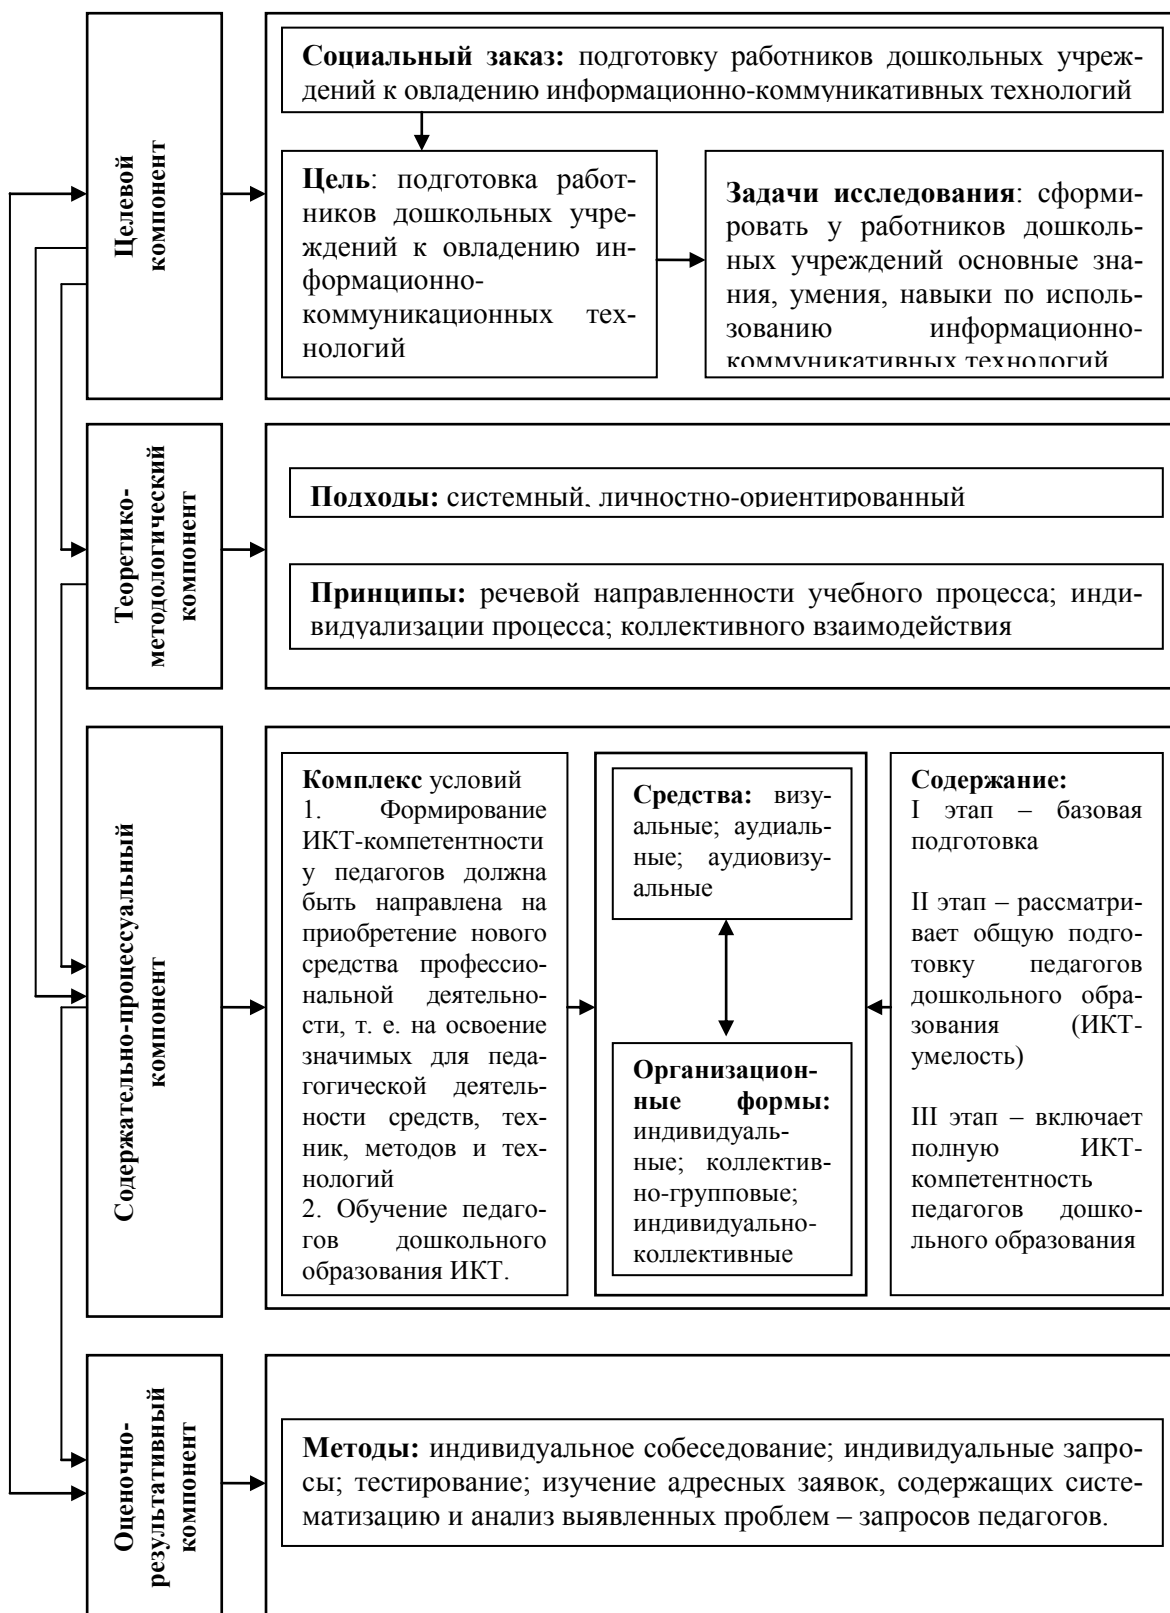 Целевой
компонент
Социальный заказ: подготовку работников дошкольных учреж-
дений к овладению информационно-коммуникативных технологий
Цель: подготовка работ-
ников дошкольных учре-
ждений к овладению ин-
формационно-
коммуникационных тех-
нологий
Задачи исследования: сформи-
ровать у работников дошколь-
ных учреждений основные зна-
ния, умения, навыки по исполь-
зованию информационно-
коммуникативных технологий
Теоретико-
методологический
компонент
Подходы: системный, личностно-ориентированный
Принципы: речевой направленности учебного процесса; инди-
видуализации процесса; коллективного взаимодействия
Содержательно-процессуальный
компонент
Комплекс условий
1. Формирование
ИКТ-компетентности
у педагогов должна
быть направлена на
приобретение нового
средства профессио-
нальной деятельно-
сти, т. е. на освоение
значимых для педа-
гогической деятель-
ности средств, тех-
ник, методов и тех-
нологий
2. Обучение педаго-
гов дошкольного
образования ИКТ.
Средства: визу-
альные; аудиаль-
ные; аудиовизу-
альные
Организацион-
ные формы:
индивидуаль-
ные; коллектив-
но-групповые;
индивидуально-
коллективные
Содержание:
I этап – базовая
подготовка
II этап – рассматри-
вает общую подго-
товку педагогов
дошкольного обра-
зования (ИКТ-
умелость)
III этап – включает
полную ИКТ-
компетентность
педагогов дошко-
льного образования
Оценочно-
результативный
компонент
Методы: индивидуальное собеседование; индивидуальные запро-
сы; тестирование; изучение адресных заявок, содержащих систе-
матизацию и анализ выявленных проблем – запросов педагогов.